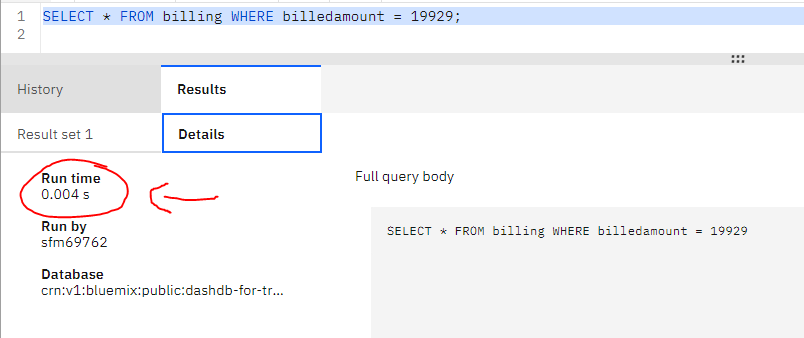 1 SELECT * FROM billing WHERE billedamount = 19929;
2
History Results
Result set 1 Details
Run time
0.004 s
Run by
sfm69762
Database
crn:v1:bluemix:public:dashdb-for-tr...
Full query body
SELECT * FROM billing WHERE billedamount = 19929